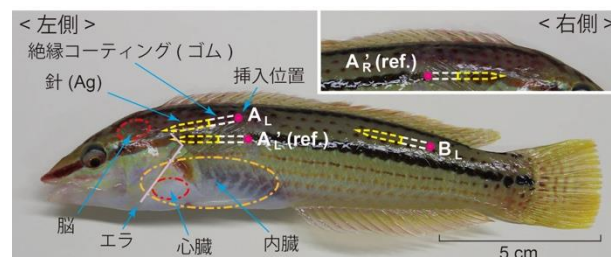 < 左側 >
< 右側 >
絶縁コーティング ( ゴム )
針 (Ag)
挿入位置
A'R (ref.)
AL
A'L (ref.)
BL
脳
エラ
心臓
内臓
5 cm